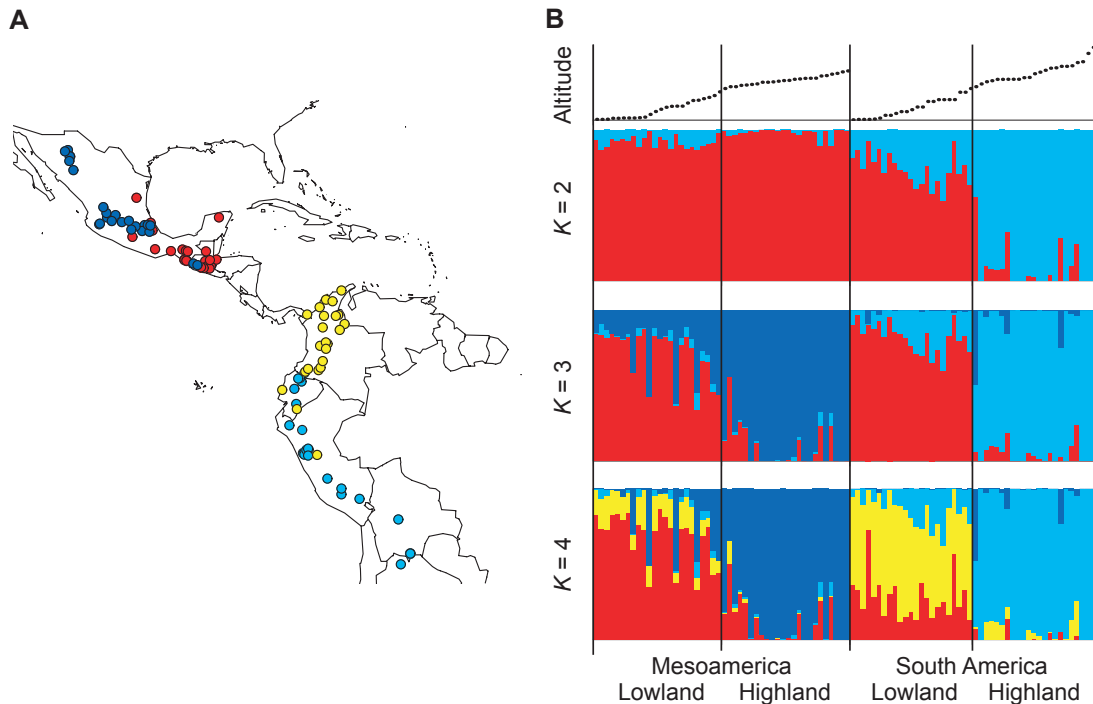 A
B
Altitude
K = 2
K = 3
K = 4
Mesoamerica South America
Lowland Highland Lowland Highland